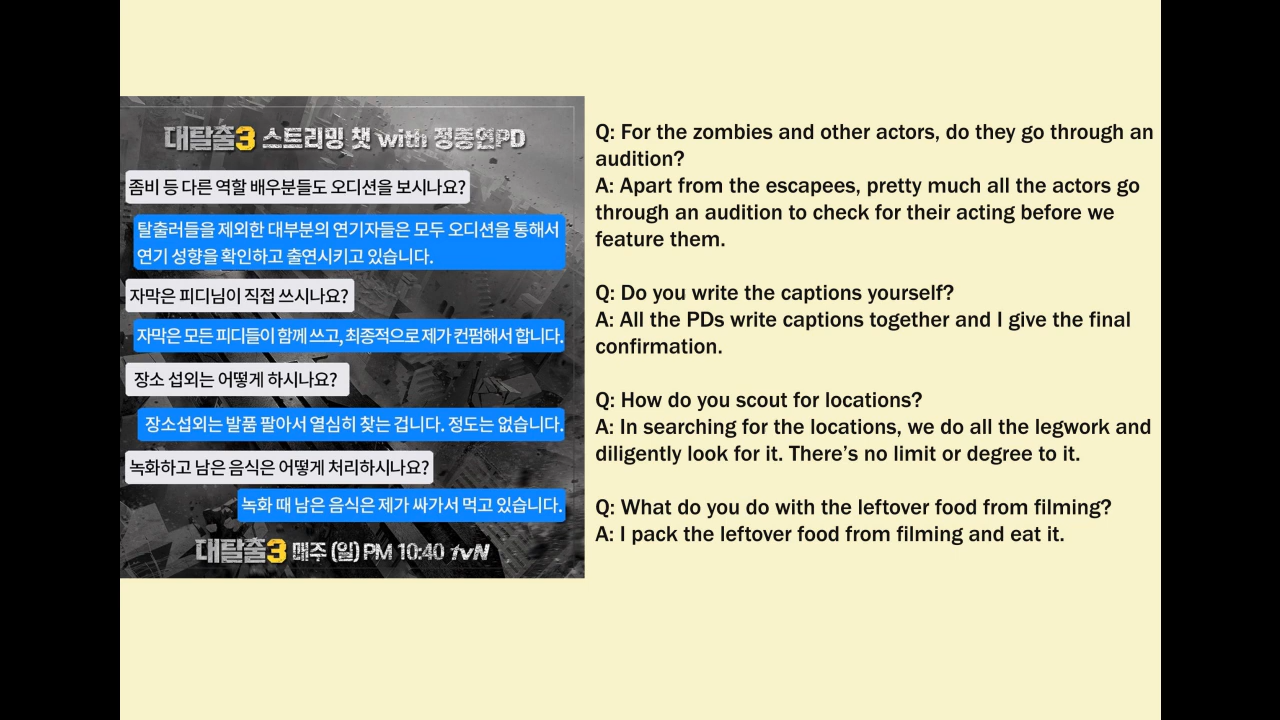 대탈출3 스트리밍 챗 with 정종연PD
좀비 등 다른 역할 배우분들도 오디션을 보시나요?
탈출러들을 제외한 대부분의 연기자들은 모두 오디션을 통해서
연기 성향을 확인하고 출연시키고 있습니다.
자막은 피디님이 직접 쓰시나요?
자막은 모든 피디들이 함께 쓰고, 최종적으로 제가 컨펌해서 합니다.
장소 섭외는 어떻게 하시나요?
장소섭외는 발품 팔아서 열심히 찾는 겁니다. 정도는 없습니다.
녹화하고 남은 음식은 어떻게 처리하시나요?
녹화 때 남은 음식은 제가 싸가서 먹고 있습니다.
대탈출3 매주 (일) PM 10:40 tvN
Q: For the zombies and other actors, do they go through an
audition?
A: Apart from the escapees, pretty much all the actors go
through an audition to check for their acting before we
feature them.
Q: Do you write the captions yourself?
A: All the PDs write captions together and I give the final
confirmation.
Q: How do you scout for locations?
A: In searching for the locations, we do all the legwork and
diligently look for it. There’s no limit or degree to it.
Q: What do you do with the leftover food from filming?
A: I pack the leftover food from filming and eat it.